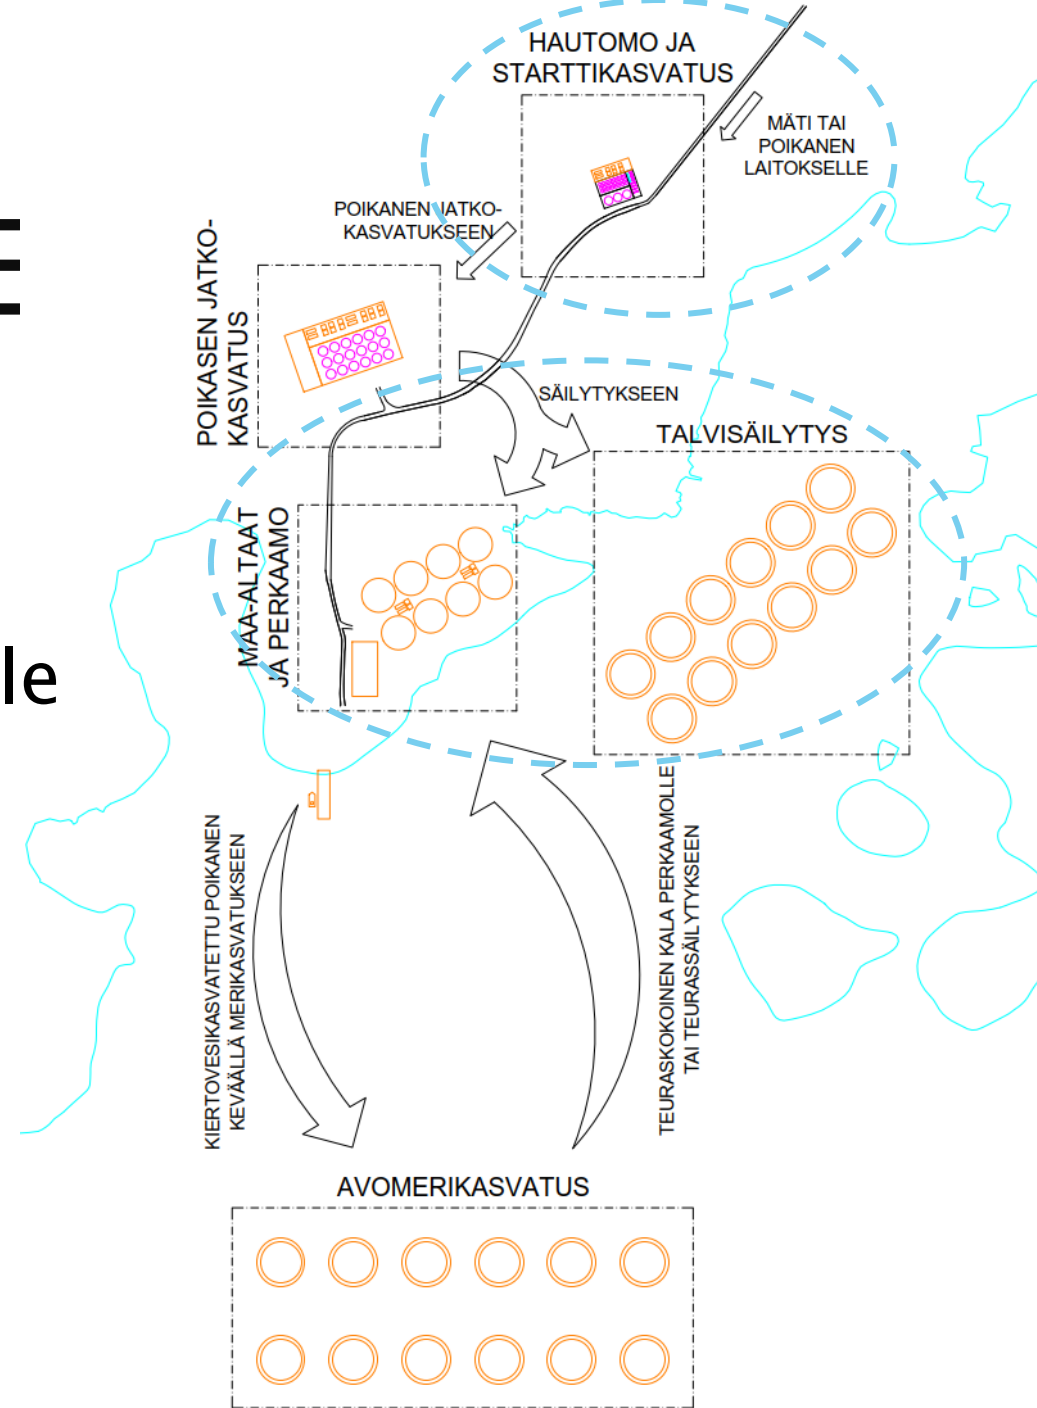 HAUTOMO JA
STARTTIKASVATUS
MÄTI TAI
POIKANEN
LAITOKSELLE
POIKANEN JATKO-
KASVATUKSEEN
POIKASEN JATKO-
KASVATUS
SÄILYTYKSEEN
TALVISÄILYTYS
MAA-ALTAAT
JA PERKAAMO
lle
KIERTOVESIKASVATETTU POIKANEN
KEVÄÄLLÄ MERIKASVATUKSEEN
TEURASKOKOINEN KALA PERKAAMOLLE
TAI TEURASSÄILYTYKSEEN
AVOMERIKASVATUS